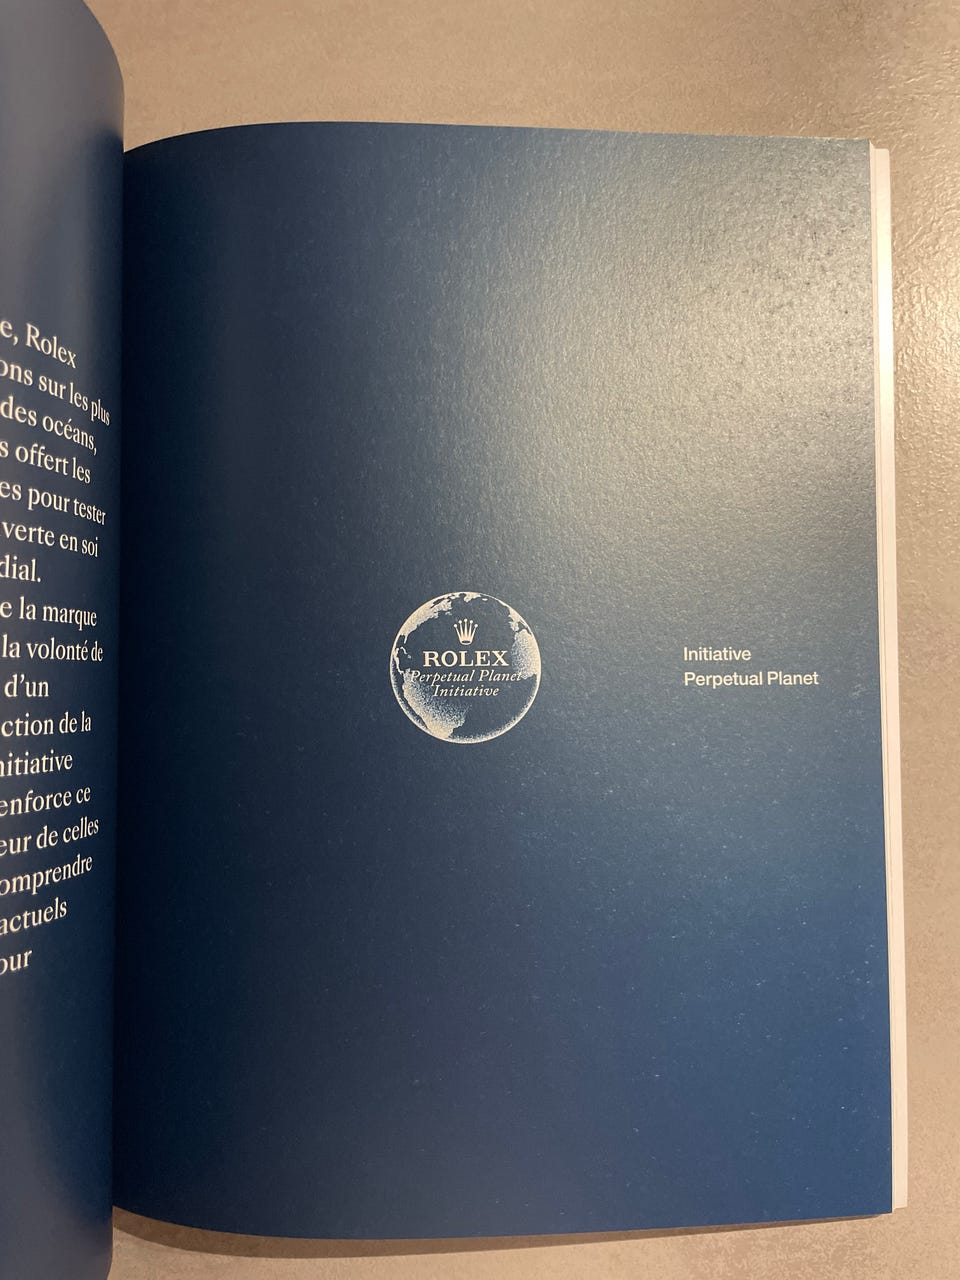 e, Rolex
ons sur les plus
des océans,
s offert les
es pour tester
verte en soi
dial.
e la marque
la volonté de
d’un
ction de la
nitiative
enforce ce
eur de celles
omprendre
actuels
our
ROLEX
Perpetual Planet
Initiative
Initiative
Perpetual Planet